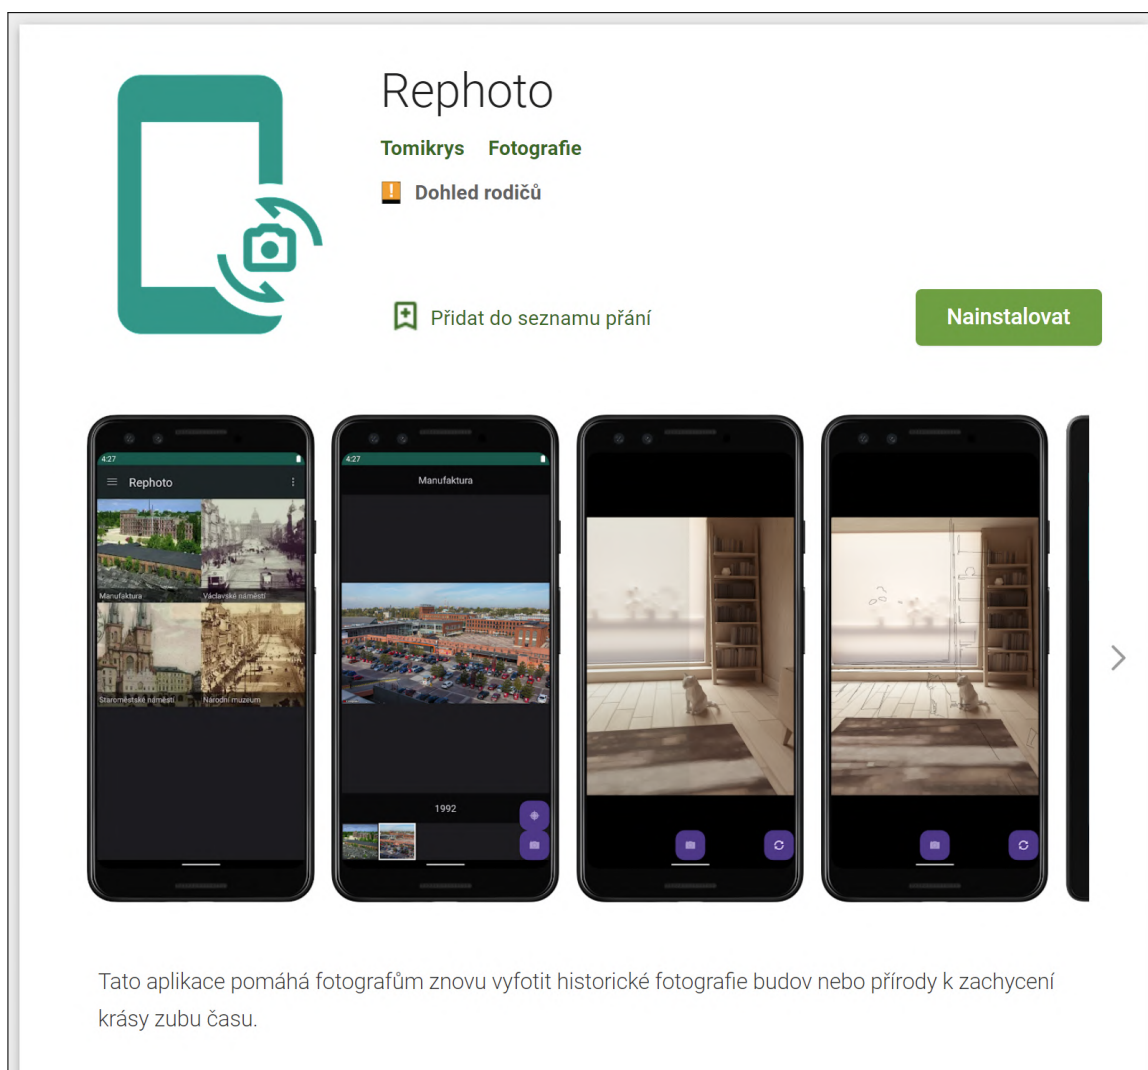 Rephoto
Tomikrys Fotografie
! Dohled rodičů
Přidat do seznamu přání
Nainstalovat
4:27
Rephoto
Manufaktura
Václavské náměstí
Staroměstské náměstí
Národní muzeum
4:27
Manufaktura
1992
Tato aplikace pomáhá fotografům znovu vyfotit historické fotografie budov nebo přírody k zachycení
krásy zubu času.